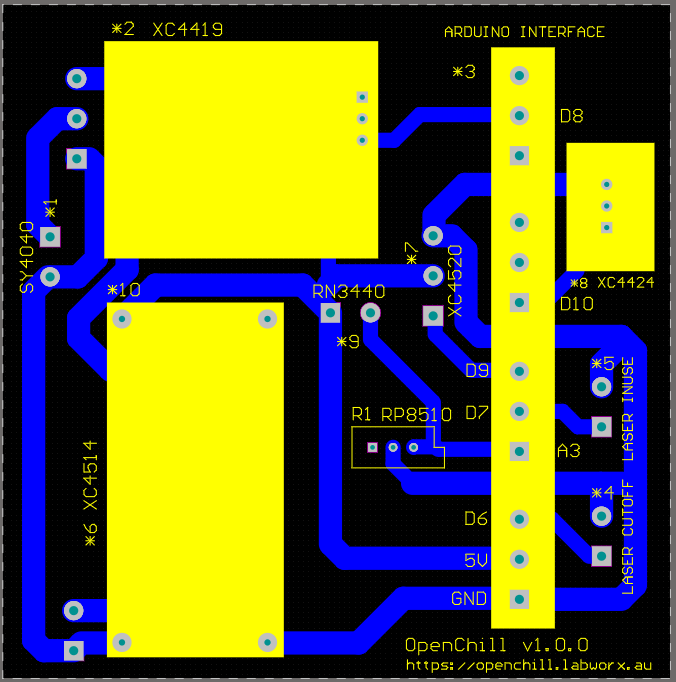 *2 XC4419
ARDUINO INTERFACE
*3
D8
*1
SY4040
*7
XC4520
*8 XC4424
*10
RN3440
D10
*9
*5
LASER INUSE
D9
R1 RP8510
D7
A3
*6 XC4514
*4
LASER CUTOFF
D6
5V
GND
OpenChill v1.0.0
https://openchill.labworx.au